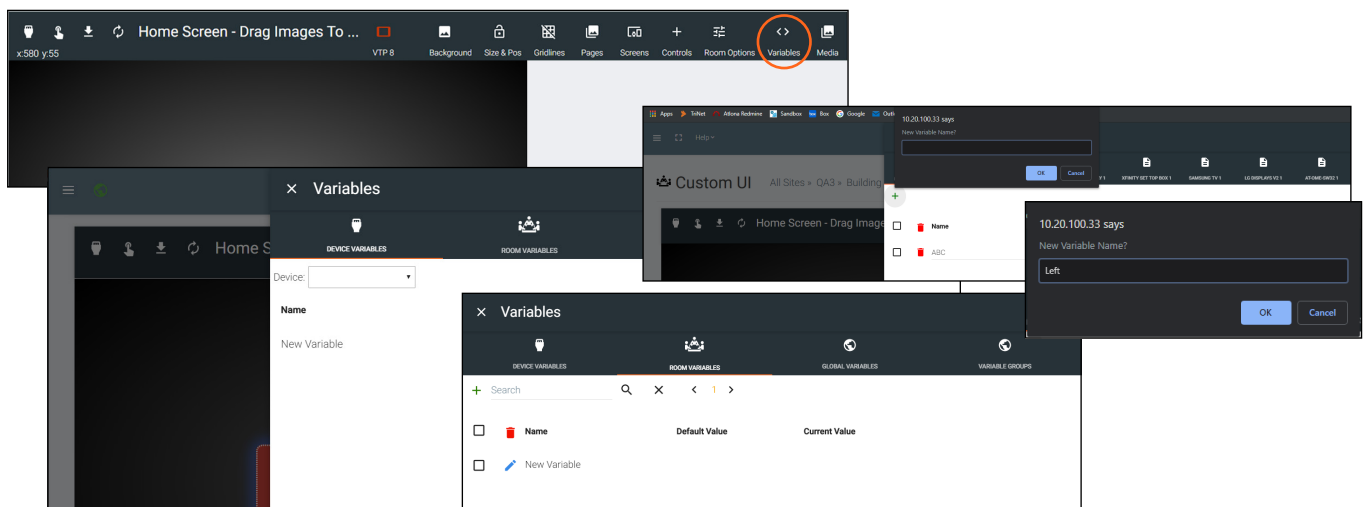 Home Screen - Drag Images To ...
x:580 y:55
VTP 8
Background
Size & Pos
Gridlines
Pages
Screens
Controls
Room Options
Variables
Media
Variables
DEVICE VARIABLES
ROOM VARIABLES
Home S
Device:
Name
New Variable
Apps
TriNet
Atlona Redmine
Sandbox
Box
Google
Outl
Help
Custom UI
All Sites » QA3 » Building
Home Screen - Drag Image
10.20.100.33 says
New Variable Name?
OK
Cancel
V 1
XFINITY SET TOP BOX 1
SAMSUNG TV 1
LG DISPLAYS V2 1
AT-OME-SW32 1
+
Name
ABC
10.20.100.33 says
New Variable Name?
Left
OK
Cancel
Variables
DEVICE VARIABLES
ROOM VARIABLES
GLOBAL VARIABLES
VARIABLE GROUPS
+ Search
1
Name
Default Value
Current Value
New Variable